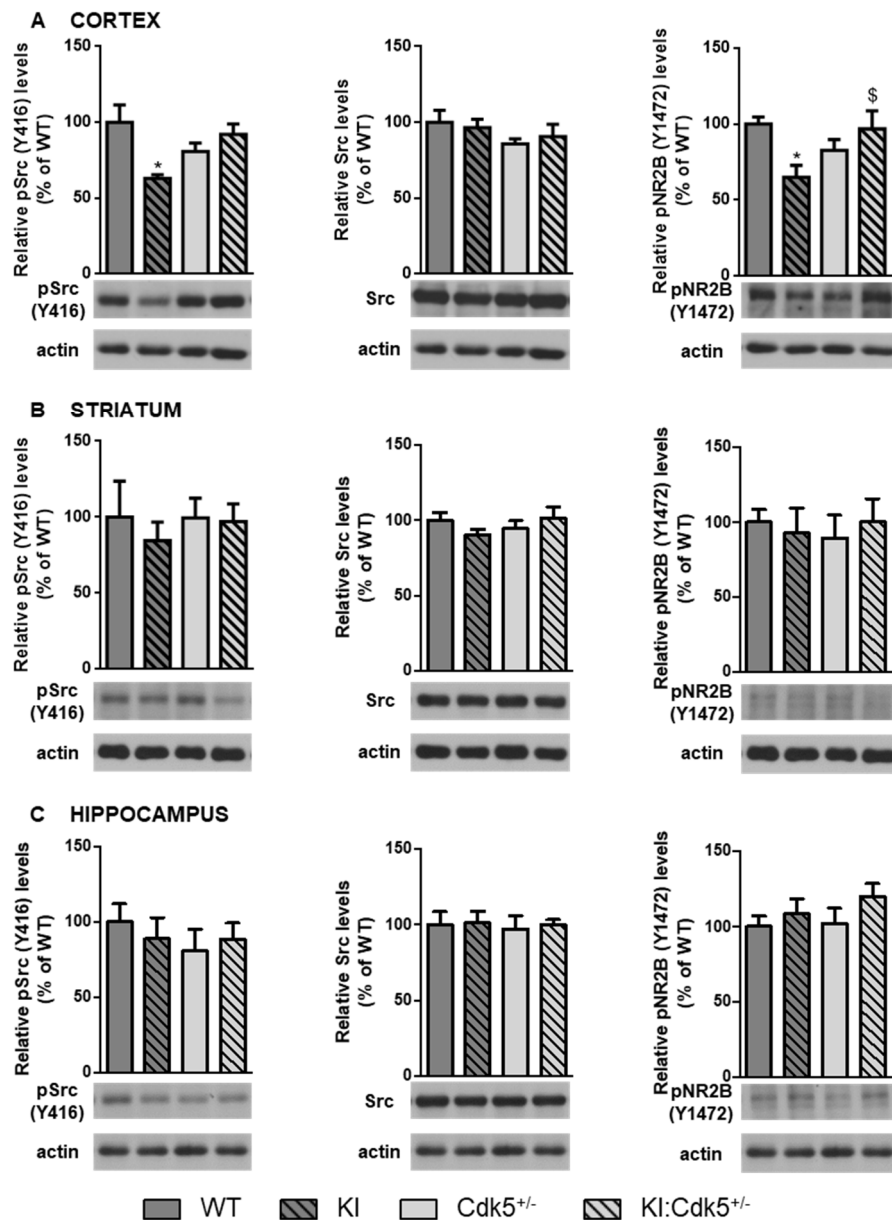 A CORTEX
Relative pSrc (Y416) levels
(% of WT)
150
100
50
0
*
pSrc
(Y416)
actin
Relative Src levels
(% of WT)
150
100
50
0
Src
actin
Relative pNR2B (Y1472) levels
(% of WT)
150
100
50
0
*
$
pNR2B
(Y1472)
actin
B STRIATUM
Relative pSrc (Y416) levels
(% of WT)
150
100
50
0
pSrc
(Y416)
actin
Relative Src levels
(% of WT)
150
100
50
0
Src
actin
Relative pNR2B (Y1472) levels
(% of WT)
150
100
50
0
pNR2B
(Y1472)
actin
C HIPPOCAMPUS
Relative pSrc (Y416) levels
(% of WT)
150
100
50
0
pSrc
(Y416)
actin
Relative Src levels
(% of WT)
150
100
50
0
Src
actin
Relative pNR2B (Y1472) levels
(% of WT)
150
100
50
0
pNR2B
(Y1472)
actin
WT KI Cdk5+/- KI:Cdk5+/-